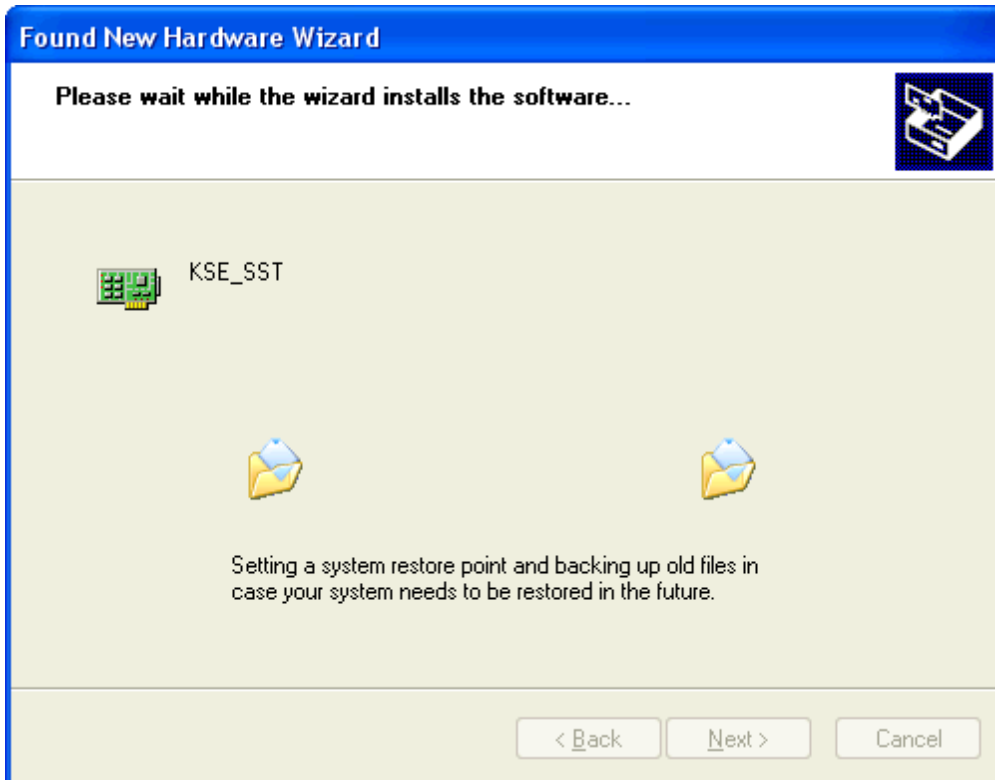 Found New Hardware Wizard
Please wait while the wizard installs the software...
KSE_SST
Setting a system restore point and backing up old files in
case your system needs to be restored in the future.
< Back
Next >
Cancel